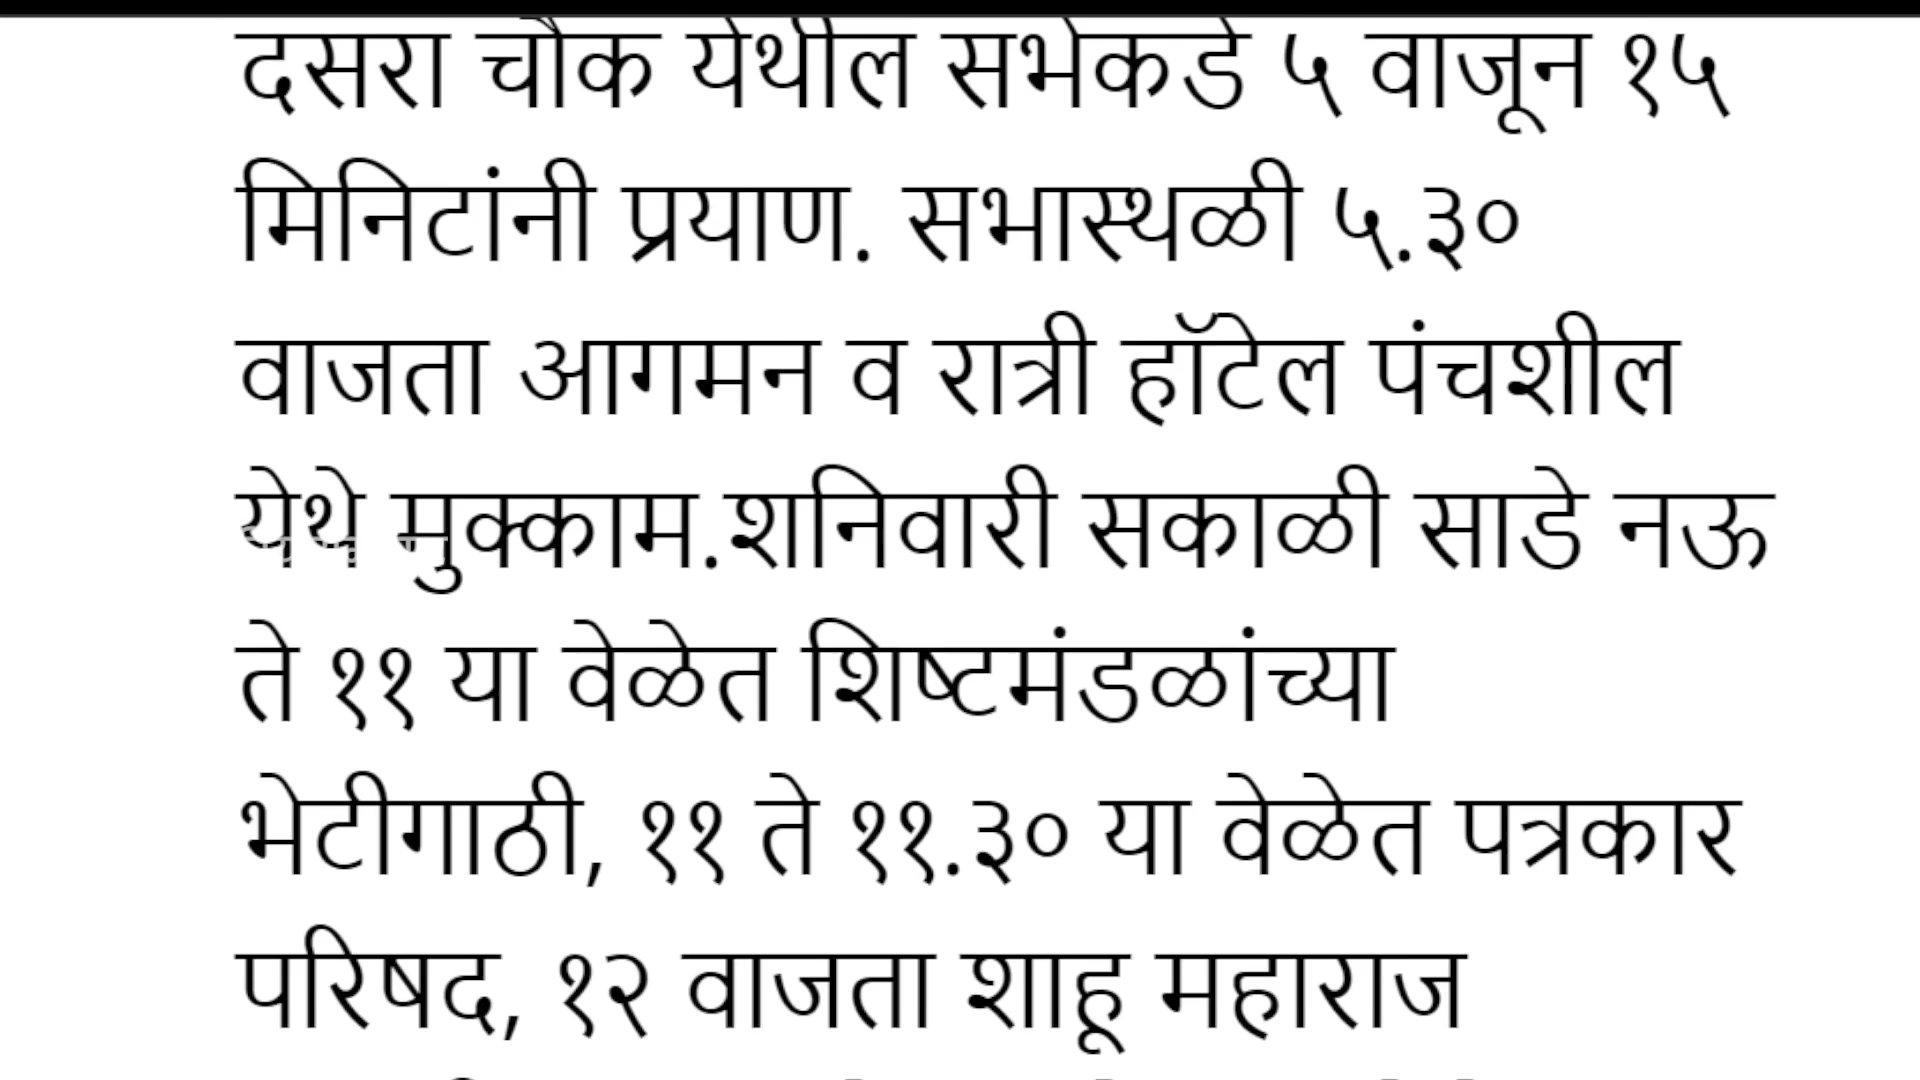 दसरा चौक येथील सभेकडे ५ वाजून १५
मिनिटांनी प्रयाण. सभास्थळी ५.३०
वाजता आगमन व रात्री हॉटेल पंचशील
येथे मुक्काम.शनिवारी सकाळी साडे नऊ
ते ११ या वेळेत शिष्टमंडळांच्या
भेटीगाठी, ११ ते ११.३० या वेळेत पत्रकार
परिषद, १२ वाजता शाहू महाराज